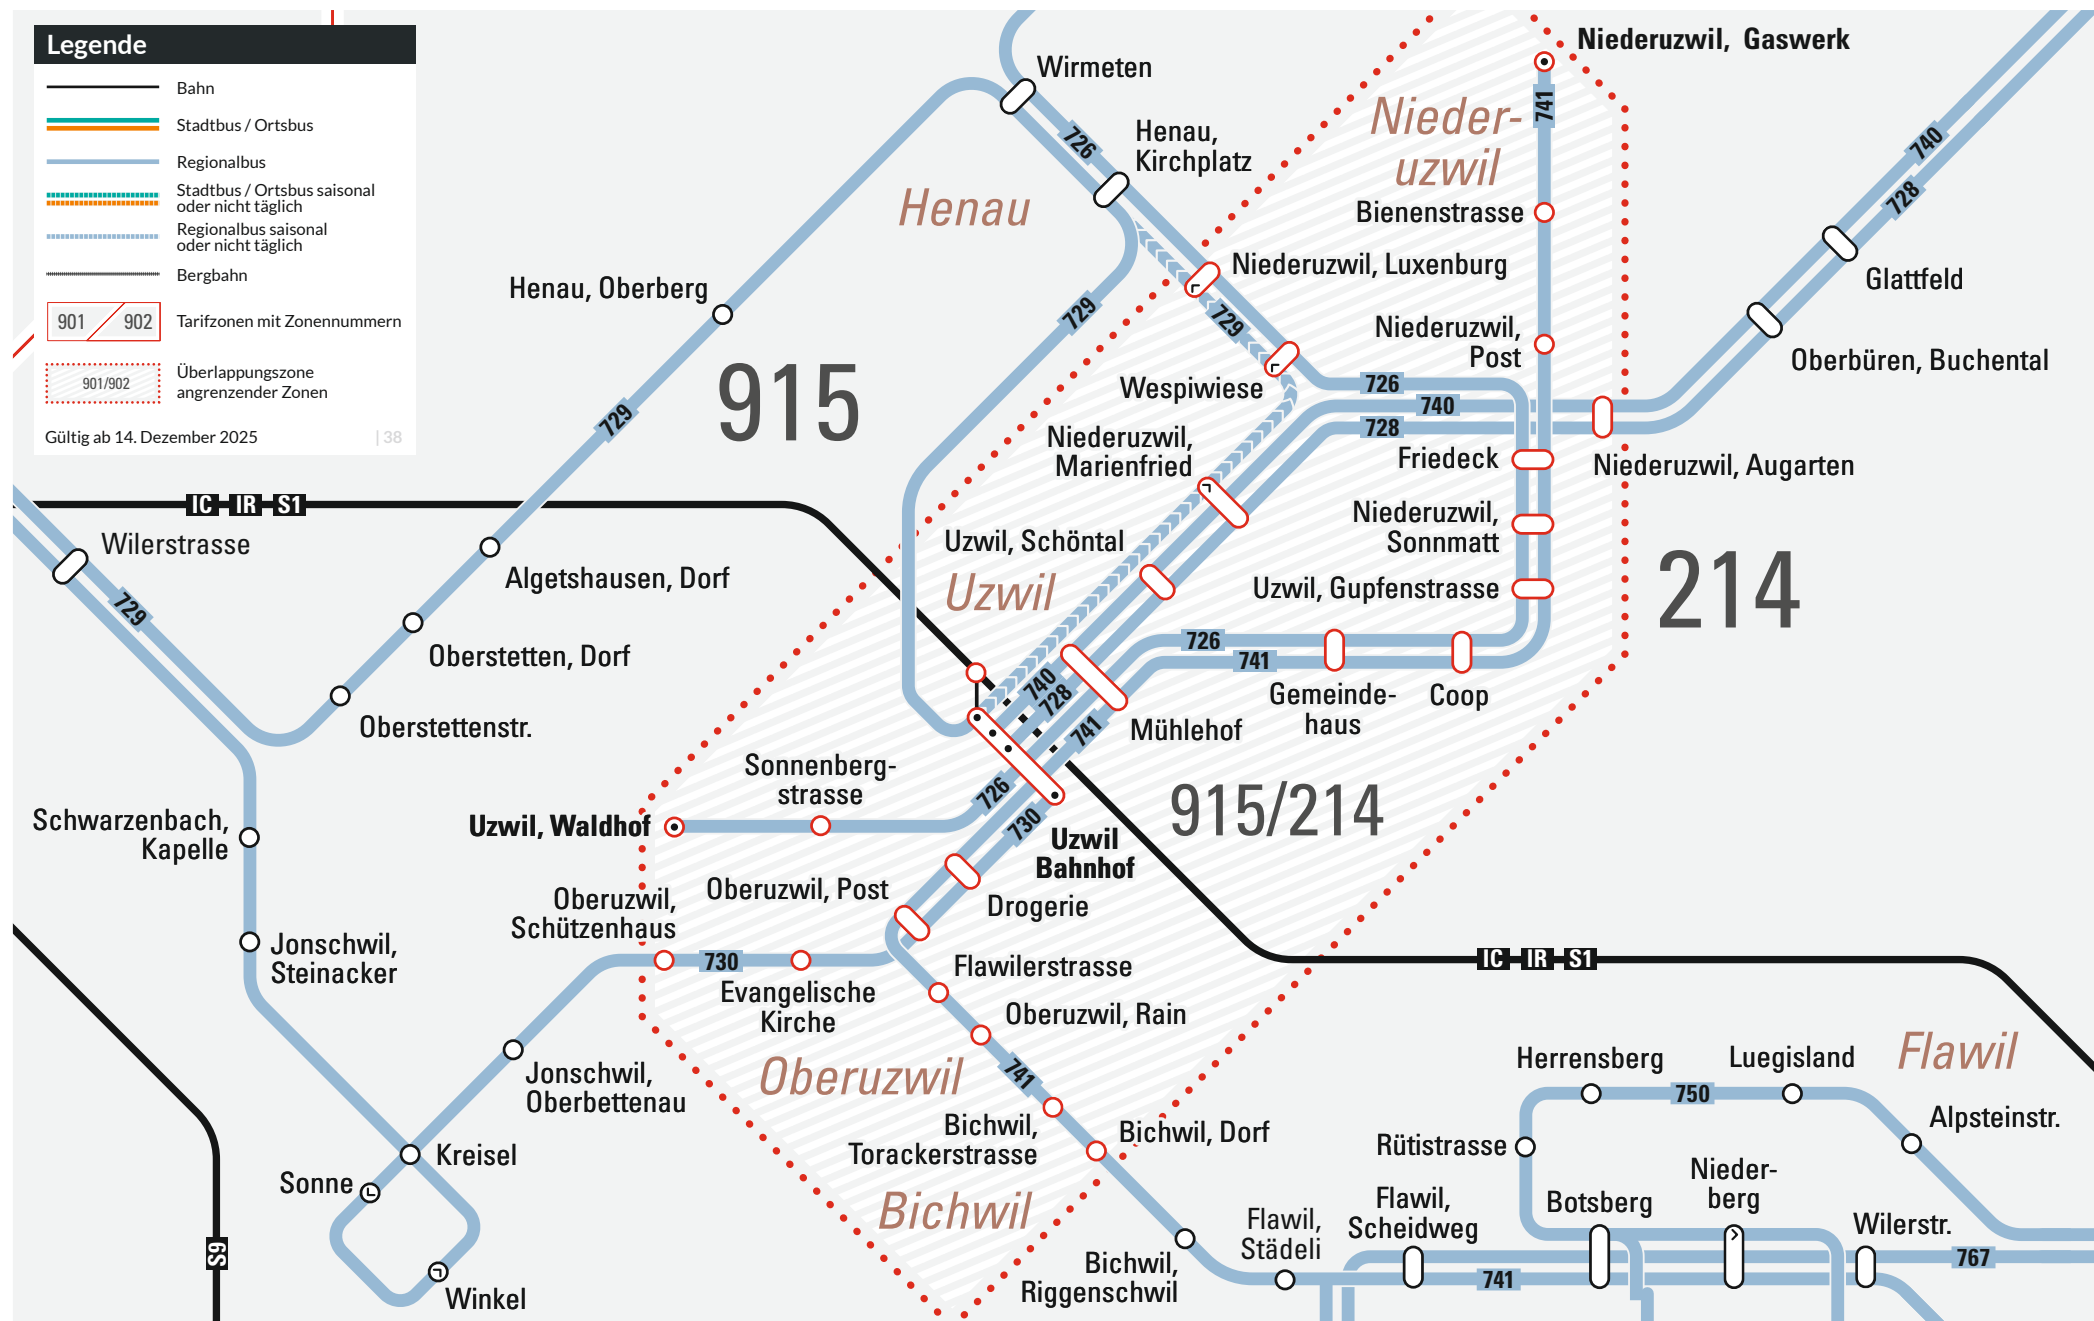 Legende
Bahn
Stadtbus / Ortsbus
Regionalbus
Stadtbus / Ortsbus saisonal
oder nicht täglich
Regionalbus saisonal
oder nicht täglich
Bergbahn
901
902
Tarifzonen mit Zonennummern
901/902
Überlappungszone
angrenzender Zonen
Gültig ab 14. Dezember 2025
| 38
Wirmeten
726
Henau,
Kirchplatz
Henau
Nieder-
uzwil
Niederuzwil, Gaswerk
741
Bienenstrasse
740
728
Glattfeld
Oberbüren, Buchental
Niederuzwil, Luxenburg
729
Henau, Oberberg
729
Niederuzwil,
Post
Wespiwiese
726
740
728
915
729
Niederuzwil,
Marienfried
Friedeck
Niederuzwil, Augarten
IC
IR
S1
Wilerstrasse
Uzwil, Schöntal
Niederuzwil,
Sonnmatt
Uzwil
Uzwil, Gupfenstrasse
214
Algetshausen, Dorf
729
Oberstetten, Dorf
Oberstettenstr.
726
741
740
728
741
Gemeinde-
haus
Coop
Mühlehof
Sonnenberg-
strasse
726
Uzwil, Waldhof
730
Uzwil
Bahnhof
915/214
Schwarzenbach,
Kapelle
Oberuzwil, Post
Drogerie
Oberuzwil,
Schützenhaus
Jonschwil,
Steinacker
730
Evangelische
Kirche
Flawilerstrasse
Oberuzwil, Rain
IC
IR
S1
Oberuzwil
741
Jonschwil,
Oberbettenau
Bichwil,
Torackerstrasse
Bichwil, Dorf
Herrensberg
Luegisland
Flawil
750
Alpsteinstr.
Rütistrasse
Kreisel
Sonne
Bichwil
Winkel
S9
Bichwil,
Riggenschwil
Flawil,
Städeli
Flawil,
Scheidweg
Botsberg
Nieder-
berg
Wilerstr.
767
741